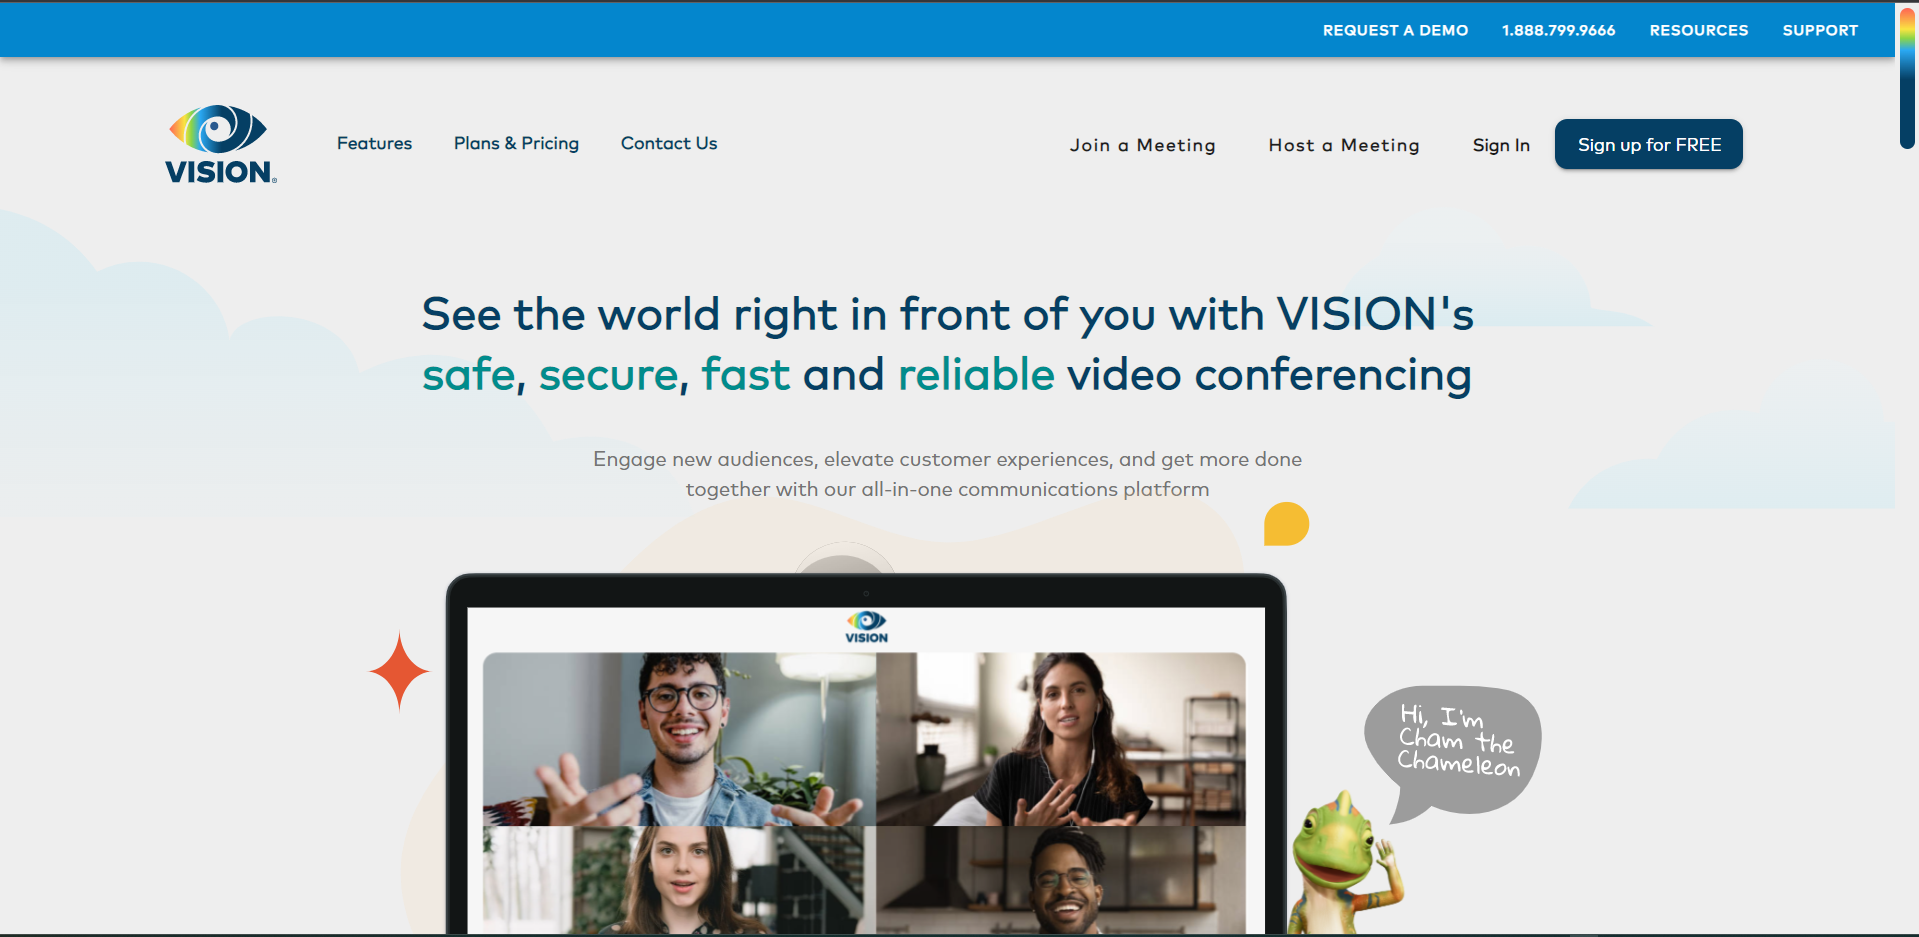 REQUEST A DEMO 1.888.799.9666 RESOURCES SUPPORT
VISION
Features Plans & Pricing Contact Us Join a Meeting Host a Meeting Sign In Sign up for FREE
See the world right in front of you with VISION's
safe, secure, fast and reliable video conferencing
Engage new audiences, elevate customer experiences, and get more done
together with our all-in-one communications platform
VISION
Hi, I'm
Cham the
Chameleon